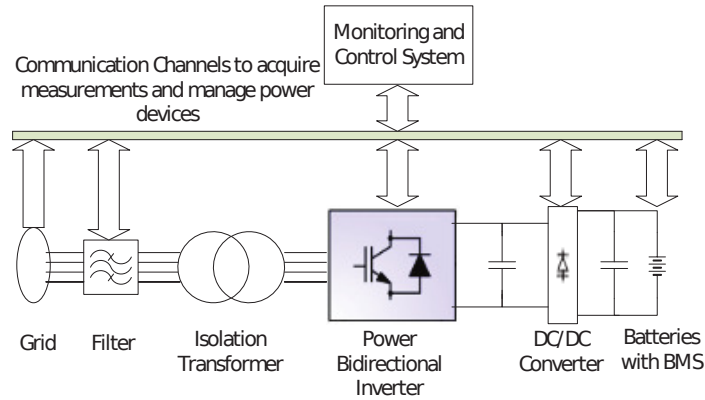 Monitoring and
Control System
Communication Channels to acquire
measurements and manage power
devices
Grid
Filter
Isolation
Transformer
Power
Bidirectional
Inverter
DC/DC
Converter
Batteries
with BMS